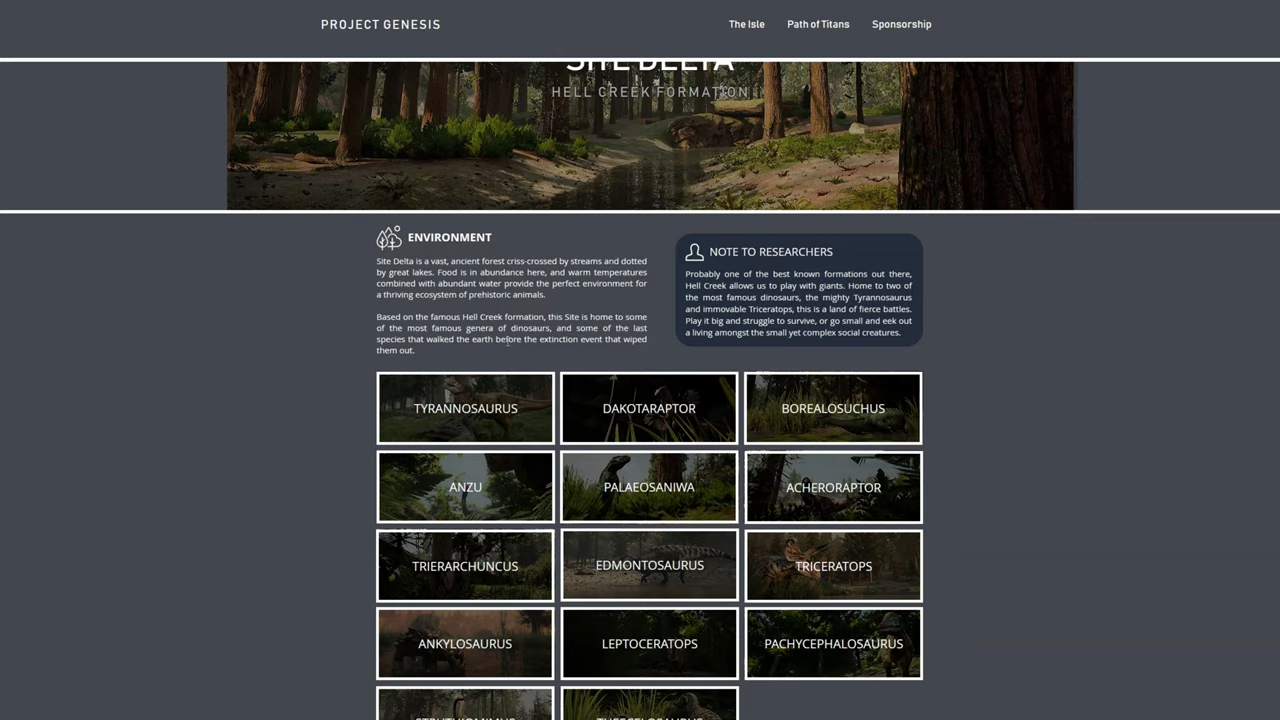 PROJECT GENESIS
The Isle
Path of Titans
Sponsorship
SITE DELTA
HELL CREEK FORMATION
ENVIRONMENT
Site Delta is a vast, ancient forest criss-crossed by streams and dotted
by great lakes. Food is in abundance here, and warm temperatures
combined with abundant water provide the perfect environment for
a thriving ecosystem of prehistoric animals.
Based on the famous Hell Creek formation, this Site is home to some
of the most famous genera of dinosaurs, and some of the last
species that walked the earth before the extinction event that wiped
them out.
NOTE TO RESEARCHERS
Probably one of the best known formations out there,
Hell Creek allows us to play with giants. Home to two of
the most famous dinosaurs, the mighty Tyrannosaurus
and immovable Triceratops, this is a land of fierce battles.
Play it big and struggle to survive, or go small and eek out
a living amongst the small yet complex social creatures.
TYRANNOSAURUS
DAKOTARAPTOR
BOREALOSUCHUS
ANZU
PALAEOSANIWA
ACHERORAPTOR
TRIERARCHUNCUS
EDMONTOSAURUS
TRICERATOPS
ANKYLOSAURUS
LEPTOCERATOPS
PACHYCEPHALOSAURUS
STRUTHIOMIMUS
THESCELOSAURUS